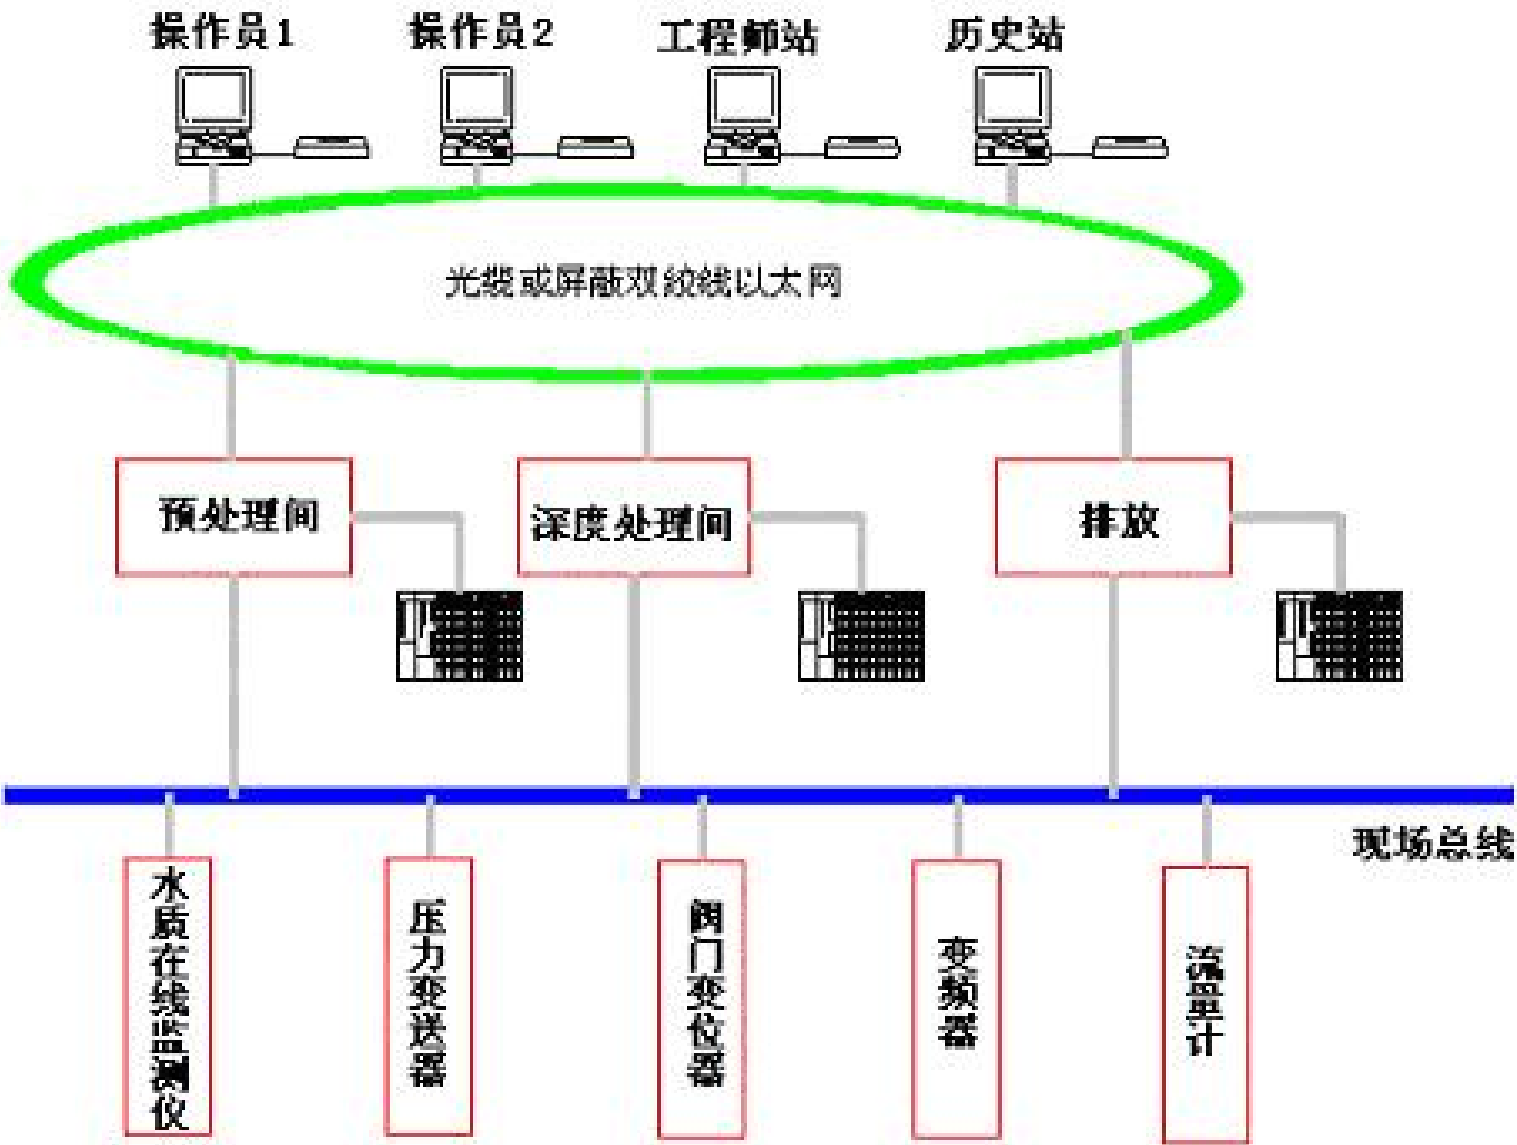 操作员1
操作员2
工程师站
历史站
光缆或屏蔽双绞线以太网
预处理间
深度处理间
排放
现场总线
水质在线监测仪
压力变送器
阀门变位器
变频器
流量计